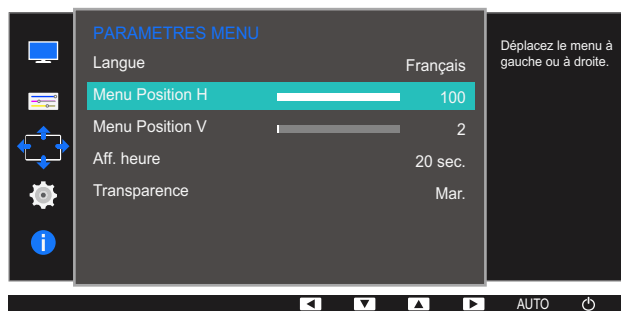 PARAMETRES MENU
Langue Français
Menu Position H 100
Menu Position V 2
Aff. heure 20 sec.
Transparence Mar.
Déplacez le menu à
gauche ou à droite.
AUTO